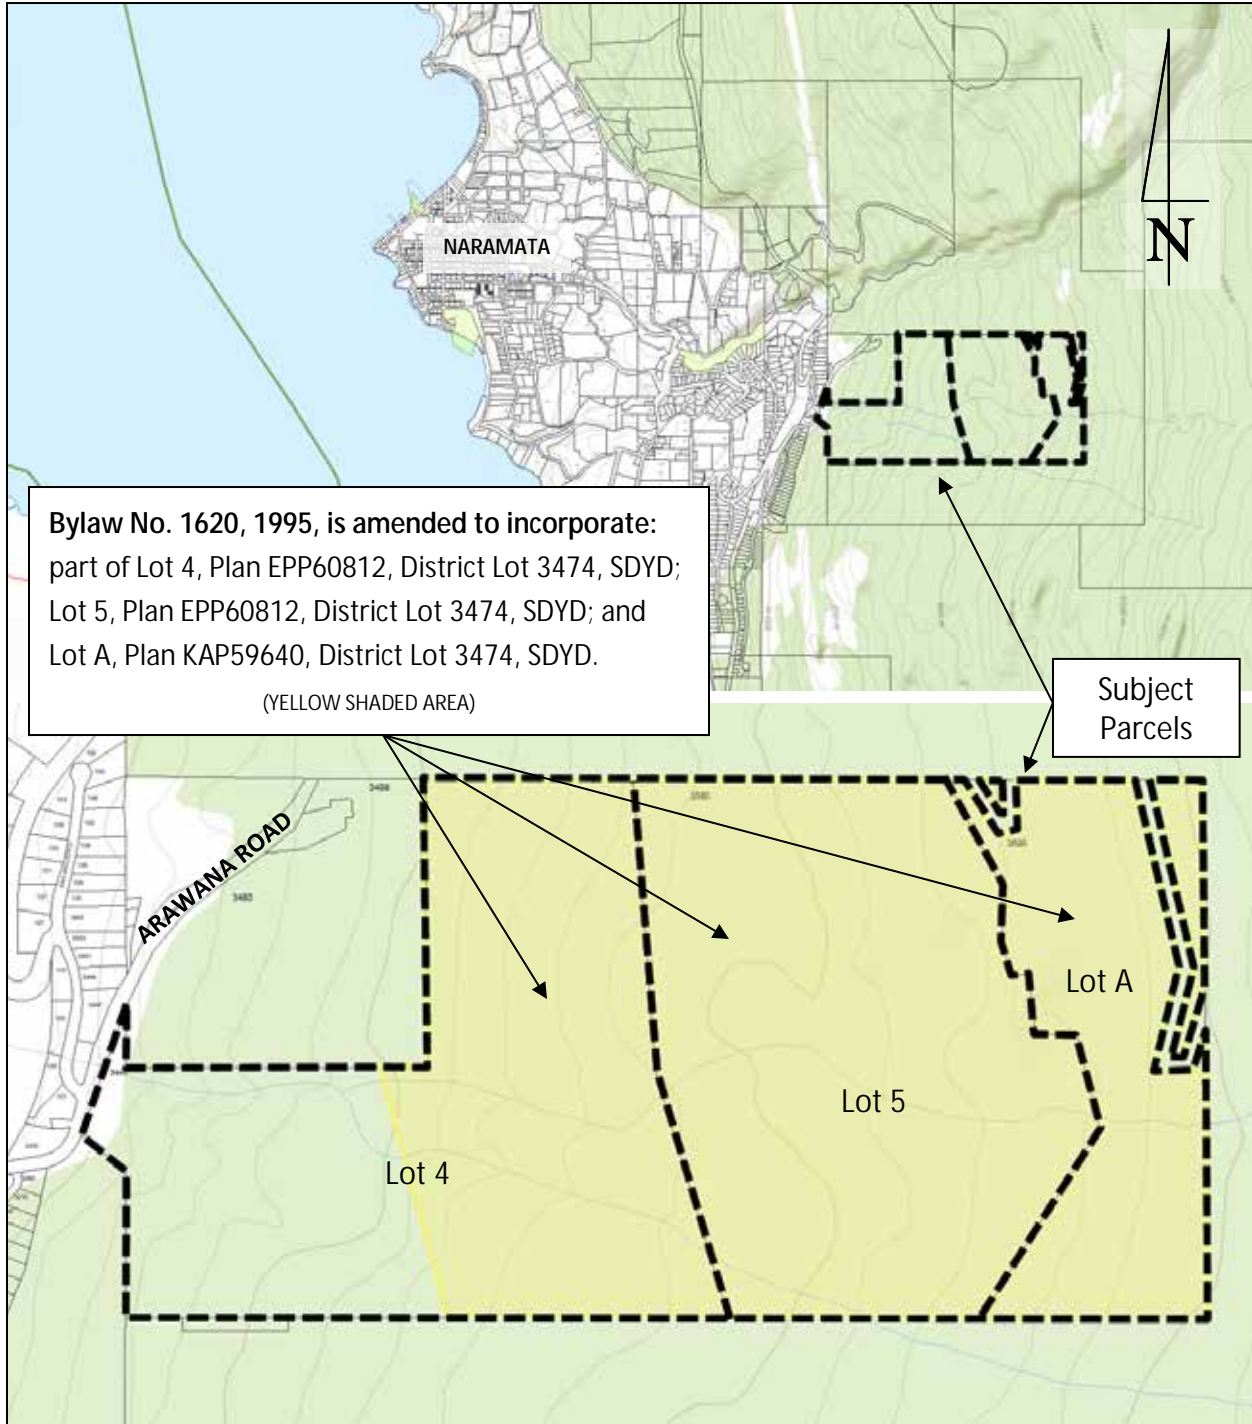 NARAMATA
N
Bylaw No. 1620, 1995, is amended to incorporate:
part of Lot 4, Plan EPP60812, District Lot 3474, SDYD;
Lot 5, Plan EPP60812, District Lot 3474, SDYD; and
Lot A, Plan KAP59640, District Lot 3474, SDYD.
(YELLOW SHADED AREA)
Subject
Parcels
ARAWANA ROAD
Lot A
Lot 5
Lot 4